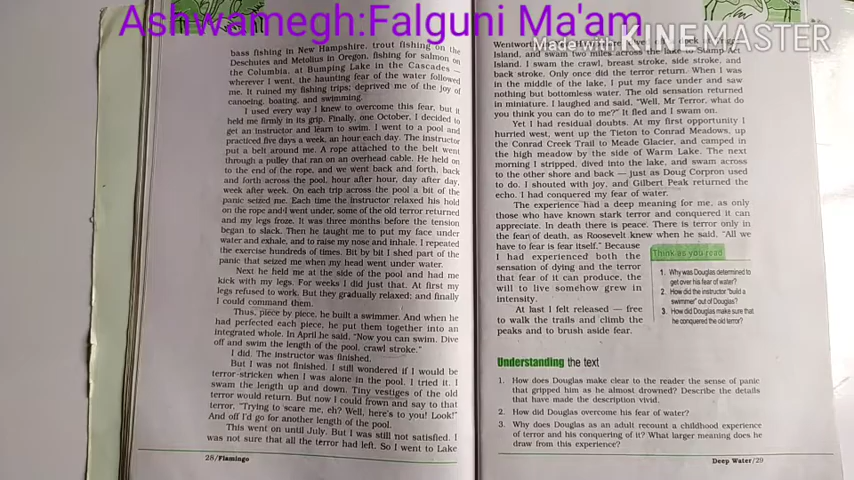 Ashwamegh:Falguni Ma'am
Made with KINEMASTER
bass fishing in New Hampshire, trout fishing on the
Deschutes and Metolius in Oregon, fishing for salmon on
the Columbia, at Bumping Lake in the Cascades —
wherever I went, the haunting fear of the water followed
me. It ruined my fishing trips; deprived me of the joy of
canoeing, boating, and swimming.
I used every way I knew to overcome this fear, but it
held me firmly in its grip. Finally, one October, I decided to
get an instructor and learn to swim. I went to a pool and
practiced five days a week, an hour each day. The instructor
put a belt around me. A rope attached to the belt went
through a pulley that ran on an overhead cable. He held on
to the end of the rope, and we went back and forth, back
and forth across the pool, hour after hour, day after day,
week after week. On each trip across the pool a bit of the
panic seized me. Each time the instructor relaxed his hold
on the rope and I went under, some of the old terror returned
and my legs froze. It was three months before the tension
began to slack. Then he taught me to put my face under
water and exhale, and to raise my nose and inhale. I repeated
the exercise hundreds of times. Bit by bit I shed part of the
panic that seized me when my head went under water.
Next he held me at the side of the pool and had me
kick with my legs. For weeks I did just that. At first my
legs refused to work. But they gradually relaxed; and finally
I could command them.
Thus, piece by piece, he built a swimmer. And when he
had perfected each piece, he put them together into an
integrated whole. In April he said, "Now you can swim. Dive
off and swim the length of the pool, crawl stroke."
I did. The instructor was finished.
But I was not finished. I still wondered if I would be
terror-stricken when I was alone in the pool. I tried it. I
swam the length up and down. Tiny vestiges of the old
terror would return. But now I could frown and say to that
terror, "Trying to scare me, eh? Well, here's to you! Look!"
And off I'd go for another length of the pool.
This went on until July. But I was still not satisfied. I
was not sure that all the terror had left. So I went to Lake
28/Flamingo
Wentworth
Island, and swam two miles across the lake to Stamp Act
Island. I swam the crawl, breast stroke, side stroke, and
back stroke. Only once did the terror return. When I was
in the middle of the lake, I put my face under and saw
nothing but bottomless water. The old sensation returned
in miniature. I laughed and said, "Well, Mr Terror, what do
you think you can do to me?" It fled and I swam on.
Yet I had residual doubts. At my first opportunity I
hurried west, went up the Tieton to Conrad Meadows, up
the Conrad Creek Trail to Meade Glacier, and camped in
the high meadow by the side of Warm Lake. The next
morning I stripped, dived into the lake, and swam across
to the other shore and back — just as Doug Corpron used
to do. I shouted with joy, and Gilbert Peak returned the
echo. I had conquered my fear of water.
The experience had a deep meaning for me, as only
those who have known stark terror and conquered it can
appreciate. In death there is peace. There is terror only in
the fear of death, as Roosevelt knew when he said, "All we
have to fear is fear itself." Because
I had experienced both the
sensation of dying and the terror
that fear of it can produce, the
will to live somehow grew in
intensity.
At last I felt released — free
to walk the trails and climb the
peaks and to brush aside fear.
Think as you read
1. Why was Douglas determined to
get over his fear of water?
2. How did the instructor "build a
swimmer" out of Douglas?
3. How did Douglas make sure that
he conquered the old terror?
Understanding the text
1. How does Douglas make clear to the reader the sense of panic
that gripped him as he almost drowned? Describe the details
that have made the description vivid.
2. How did Douglas overcome his fear of water?
3. Why does Douglas as an adult recount a childhood experience
of terror and his conquering of it? What larger meaning does he
draw from this experience?
Deep Water/29